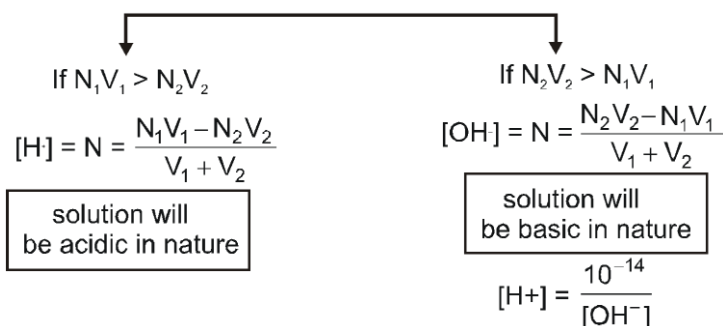 If N₁V₁ > N₂V₂
[H·] = N = (N₁V₁ – N₂V₂) / (V₁ + V₂)
solution will
be acidic in nature
If N₂V₂ > N₁V₁
[OH·] = N = (N₂V₂ – N₁V₁) / (V₁ + V₂)
solution will
be basic in nature
[H+] = 10⁻¹⁴ / [OH⁻]